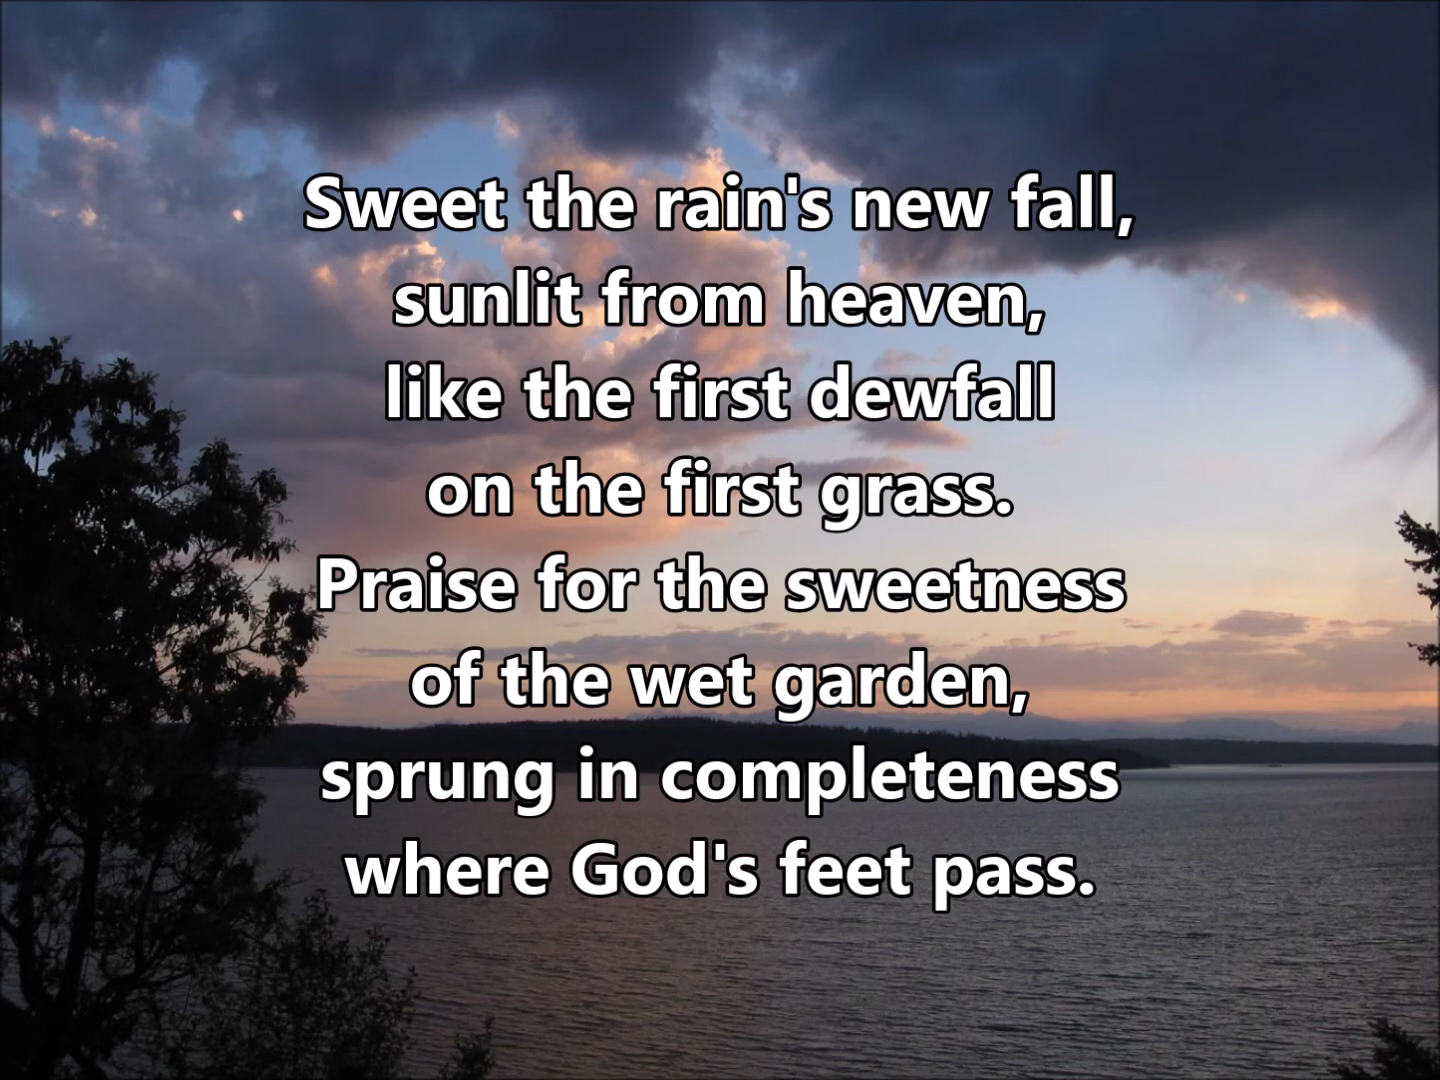 Sweet the rain's new fall,
sunlit from heaven,
like the first dewfall
on the first grass.
Praise for the sweetness
of the wet garden,
sprung in completeness
where God's feet pass.